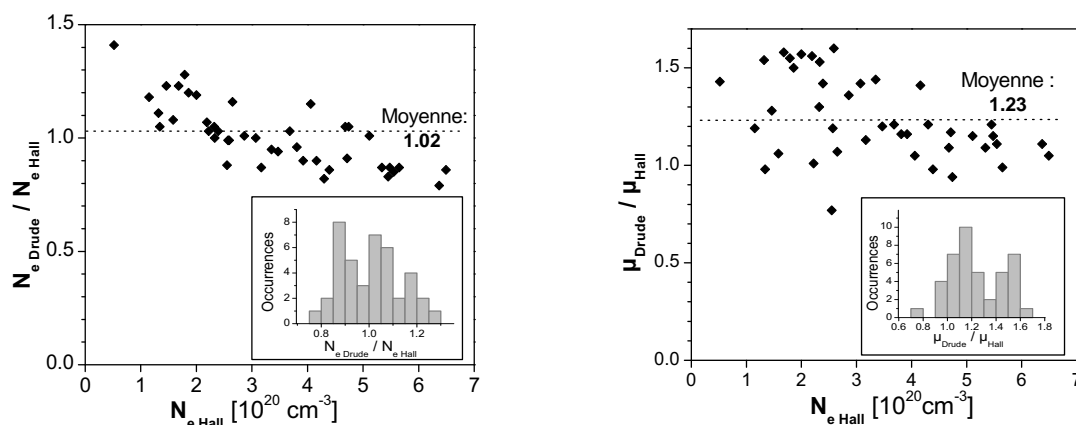 1.5
1.0
0.5
0.0
N e Drude / N e Hall
Moyenne:
1.02
8
6
4
2
0
Occurrences
0.8 1.0 1.2
N e Drude / N e Hall
0 1 2 3 4 5 6 7
N e Hall [10^20 cm^-3]
1.5
1.0
0.5
0.0
μ Drude / μ Hall
Moyenne :
1.23
10
8
6
4
2
0
Occurrences
0.6 0.8 1.0 1.2 1.4 1.6 1.8
μ Drude / μ Hall
0 1 2 3 4 5 6 7
N e Hall [10^20 cm^-3]